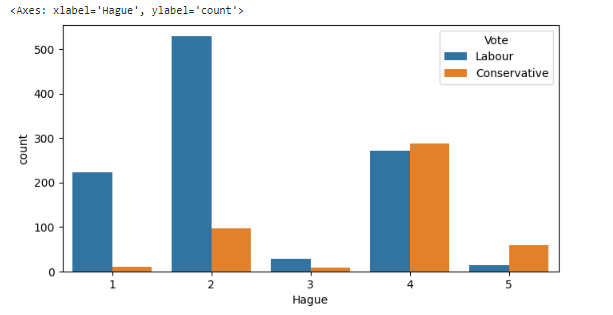 <Axes: xlabel='Hague', ylabel='count'>
Vote
Labour
Conservative
500
400
300
200
100
0
count
1 2 3 4 5
Hague